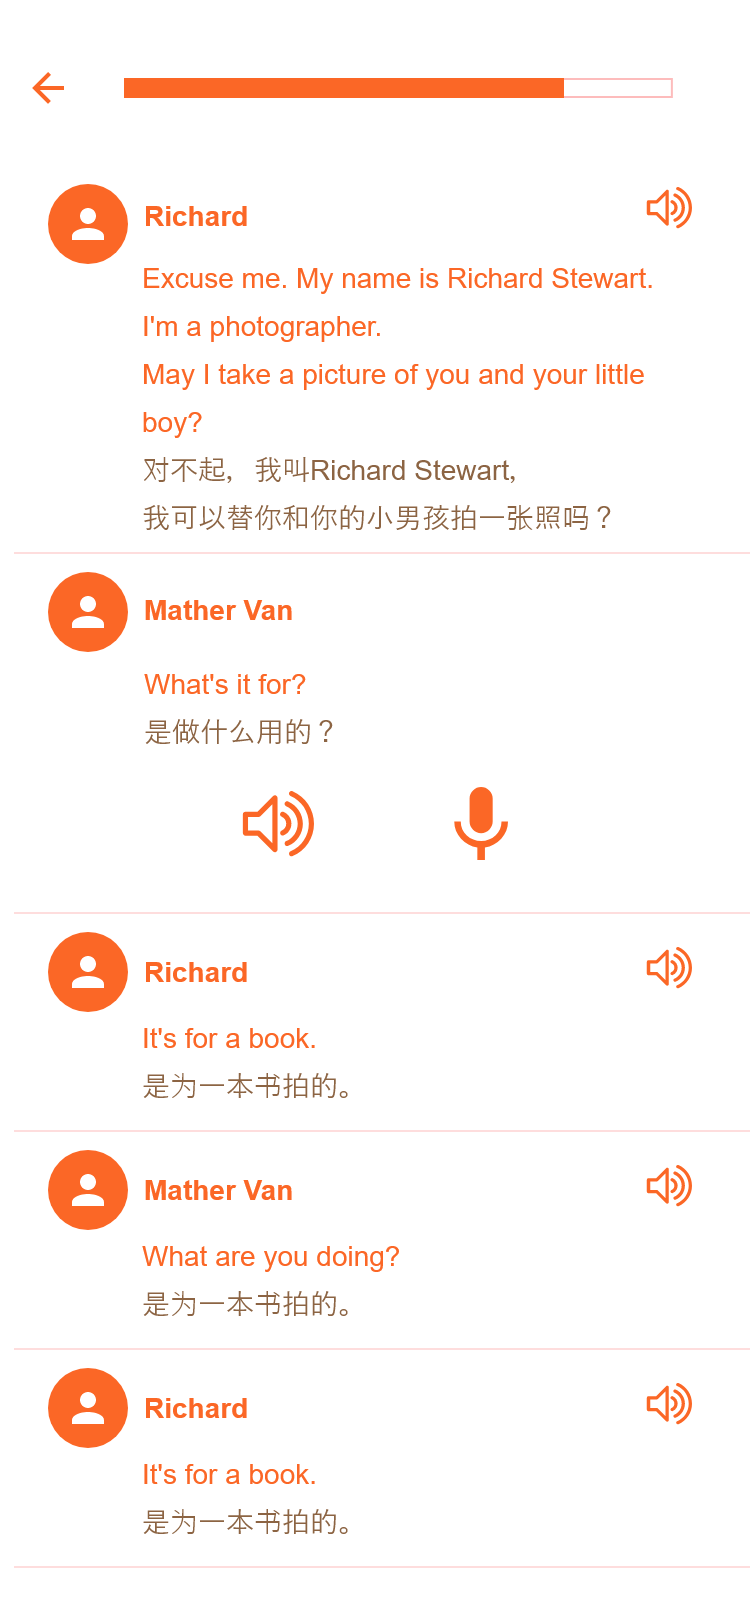 Richard
Excuse me. My name is Richard Stewart.
I'm a photographer.
May I take a picture of you and your little
boy?
对不起，我叫Richard Stewart,
我可以替你和你的小男孩拍一张照吗？
Mather Van
What's it for?
是做什么用的？
Richard
It's for a book.
是为一本书拍的。
Mather Van
What are you doing?
是为一本书拍的。
Richard
It's for a book.
是为一本书拍的。